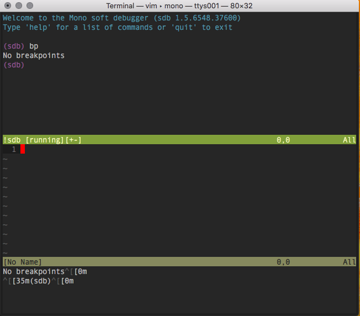 Terminal — vim • mono — ttys001 — 80×32
Welcome to the Mono soft debugger (sdb 1.5.6548.37600)
Type 'help' for a list of commands or 'quit' to exit
(sdb) bp
No breakpoints
(sdb)
!sdb [running][+-] 0,0 All
1
~
~
~
~
~
~
~
~
~
[No Name] 0,0 All
No breakpoints^[[0m
^[[35m(sdb)^[[0m